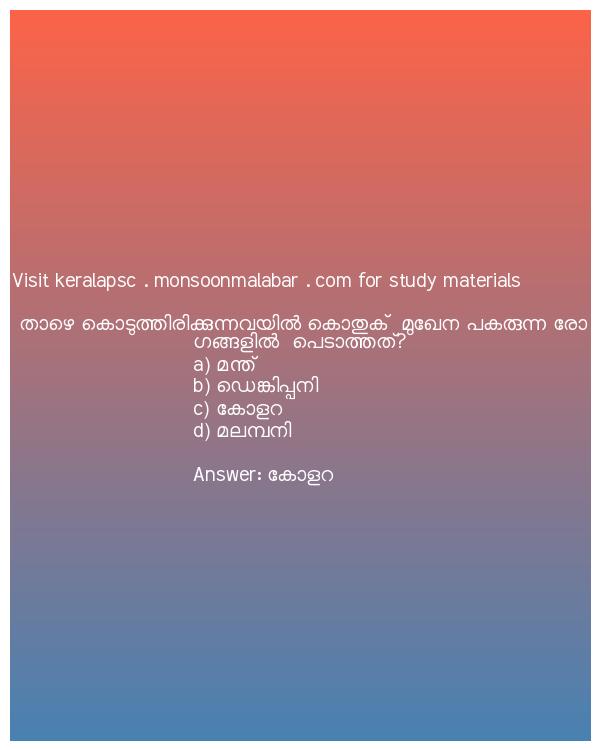 Visit keralapsc . monsoonmalabar . com for study materials
താഴെ കൊടുത്തിരിക്കുന്നവയിൽ കൊതുക് മുഖേന പകരുന്ന രോ
ഗങ്ങളിൽ പെടാത്തത്?
a) മന്ത്
b) ഡെങ്കിപ്പനി
c) കോളറ
d) മലമ്പനി
Answer: കോളറ